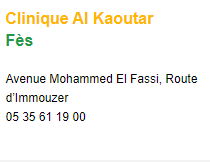 Clinique Al Kaoutar
Fès
Avenue Mohammed El Fassi, Route
d'Immouzer
05 35 61 19 00